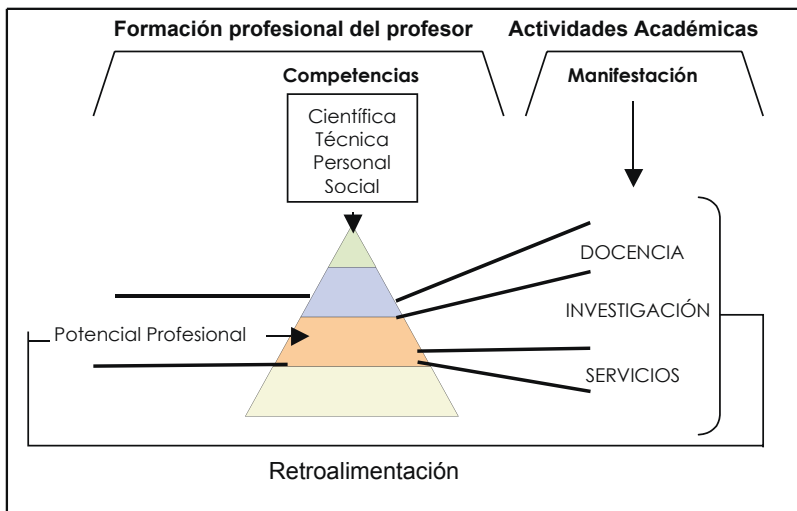 Formación profesional del profesor
Actividades Académicas
Competencias
Manifestación
Científica
Técnica
Personal
Social
DOCENCIA
INVESTIGACIÓN
Potencial Profesional
SERVICIOS
Retroalimentación